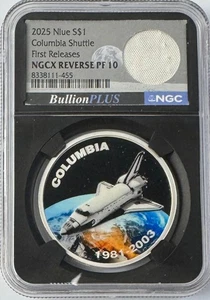 2025 Niue S$1
Columbia Shuttle
First Releases
NGCX REVERSE PF 10
8338111-455
BullionPLUS
NGC
COLUMBIA
1981-2003